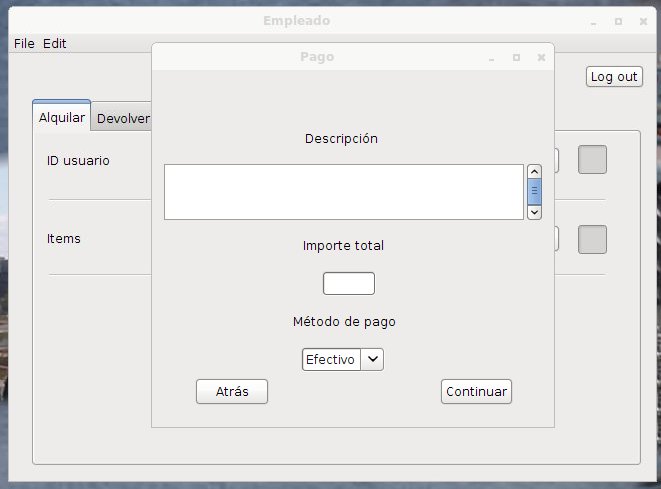 Empleado
File Edit
Pago
Log out
Alquilar Devolver
Descripción
ID usuario
Items
Importe total
Método de pago
Efectivo
Atrás Continuar